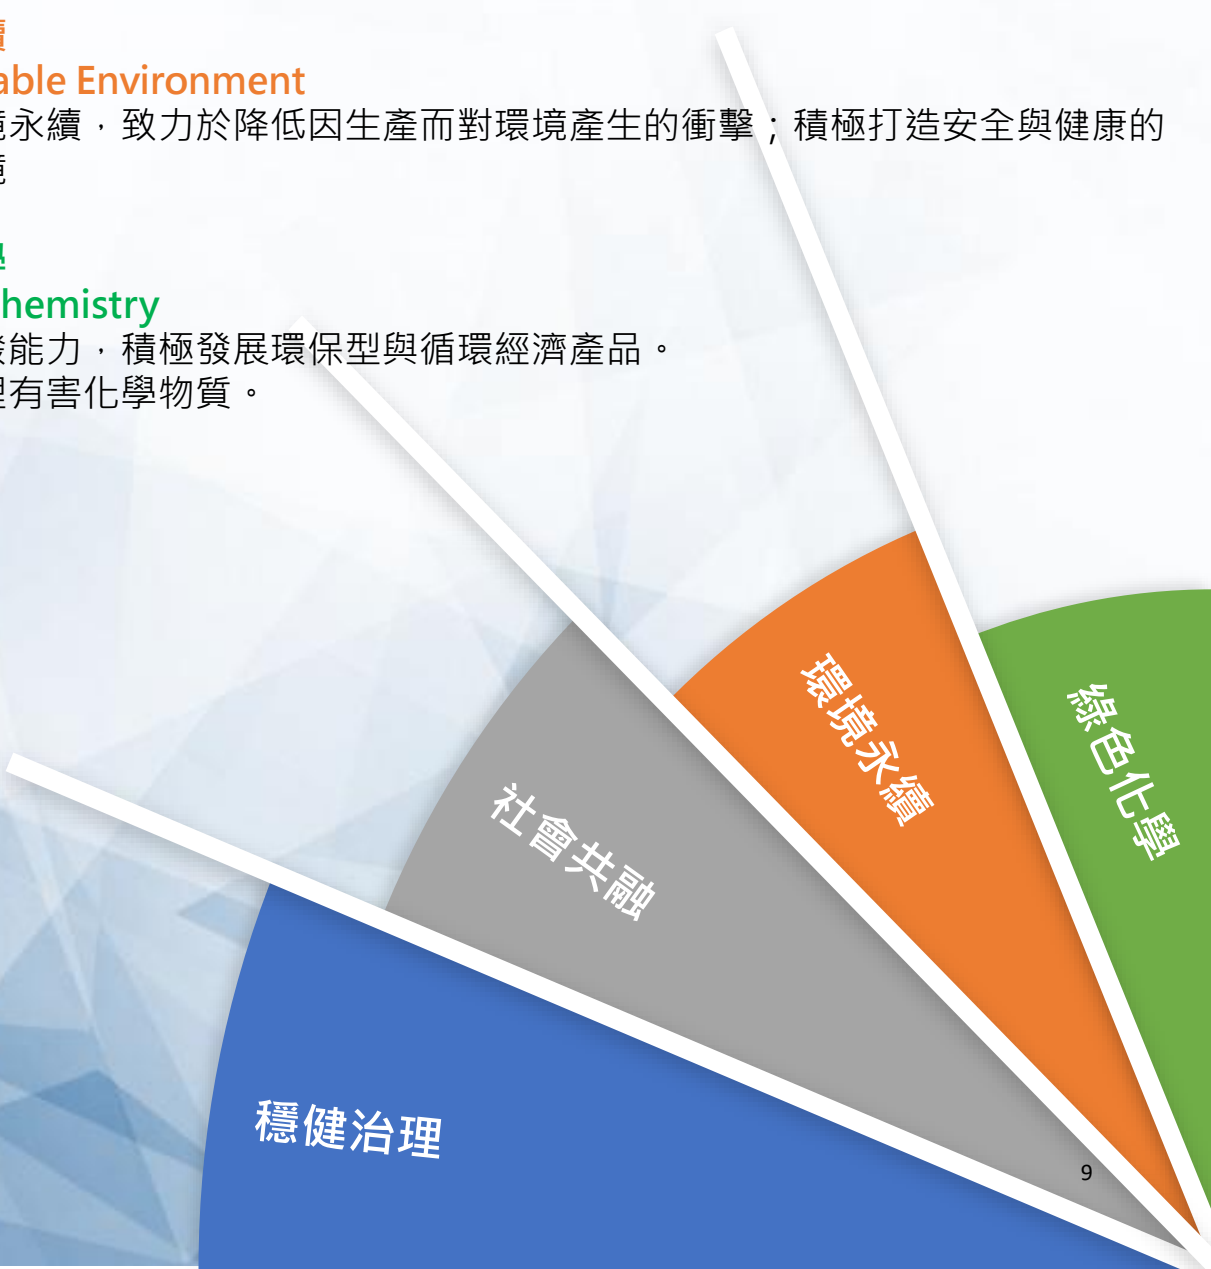 續
able Environment
境永續，致力於降低因生產而對環境產生的衝擊；積極打造安全與健康的
境
學
hemistry
發能力，積極發展環保型與循環經濟產品。
理有害化學物質。
環境永續
綠色化學
社會共融
穩健治理
9